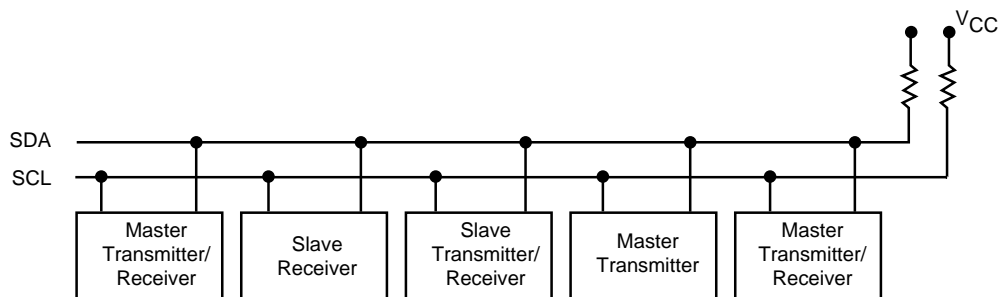 VCC
SDA
SCL
Master
Transmitter/
Receiver
Slave
Receiver
Slave
Transmitter/
Receiver
Master
Transmitter
Master
Transmitter/
Receiver